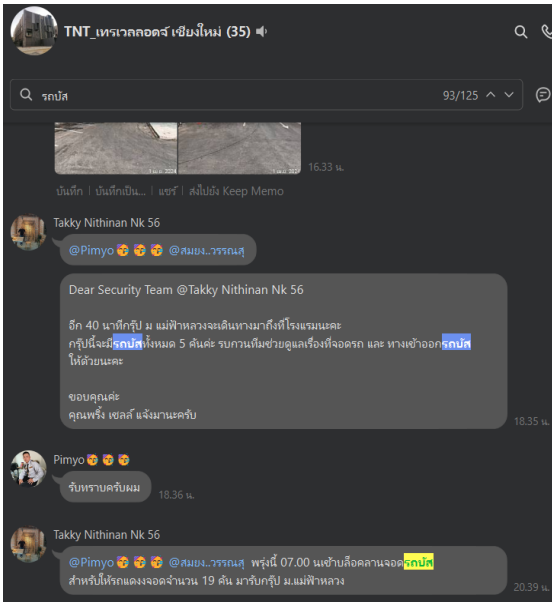 TNT_เทรเวลลอดจ์ เชียงใหม่ (35)
รถบัส 93/125
16.33 น.
บันทึก | บันทึกเป็น... | แชร์ | ส่งไปยัง Keep Memo
Takky Nithinan Nk 56
@Pimyo🥳🥳🥳 @สมยง..วรรณสุ
Dear Security Team @Takky Nithinan Nk 56
อีก 40 นาทีกรุ๊ป ม แม่ฟ้าหลวงจะเดินทางมาถึงที่โรงแรมนะคะ
กรุ๊ปนี้จะมีรถบัสทั้งหมด 5 คันค่ะ รบกวนทีมช่วยดูแลเรื่องที่จอดรถ และ ทางเข้าออกรถบัส
ให้ด้วยนะคะ
ขอบคุณค่ะ
คุณพริ้ง เซลล์ แจ้งมานะครับ
18.35 น.
Pimyo🥳🥳🥳
รับทราบครับผม
18.36 น.
Takky Nithinan Nk 56
@Pimyo🥳🥳🥳 @สมยง..วรรณสุ พรุ่งนี้ 07.00 นเช้าบล็อคลานจอดรถบัส
สำหรับให้รถแดงจอดจำนวน 19 คัน มารับกรุ๊ป ม.แม่ฟ้าหลวง
20.39 น.